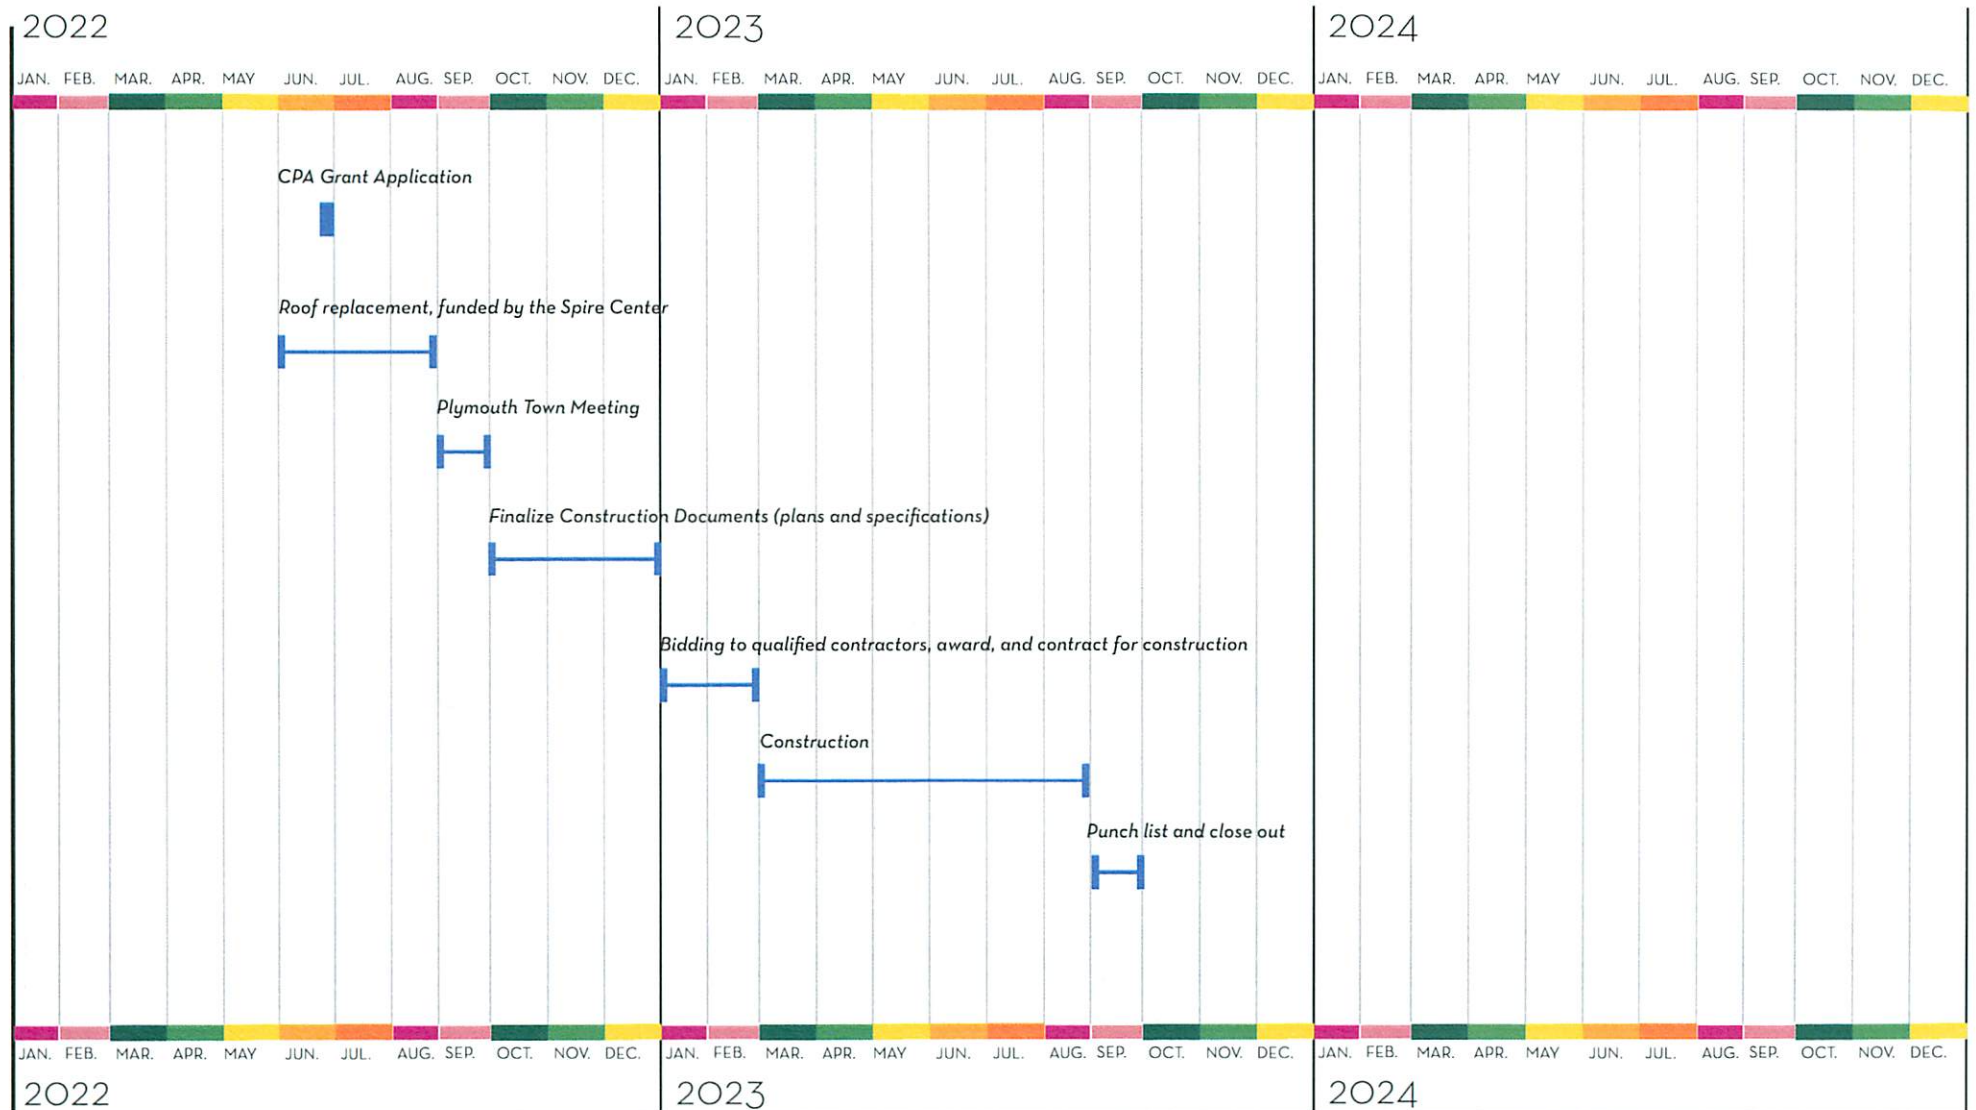 2022 2023 2024
JAN. FEB. MAR. APR. MAY JUN. JUL. AUG. SEP. OCT. NOV. DEC. JAN. FEB. MAR. APR. MAY JUN. JUL. AUG. SEP. OCT. NOV. DEC. JAN. FEB. MAR. APR. MAY JUN. JUL. AUG. SEP. OCT. NOV. DEC.
CPA Grant Application
Roof replacement, funded by the Spire Center
Plymouth Town Meeting
Finalize Construction Documents (plans and specifications)
Bidding to qualified contractors, award, and contract for construction
Construction
Punch list and close out
JAN. FEB. MAR. APR. MAY JUN. JUL. AUG. SEP. OCT. NOV. DEC. JAN. FEB. MAR. APR. MAY JUN. JUL. AUG. SEP. OCT. NOV. DEC. JAN. FEB. MAR. APR. MAY JUN. JUL. AUG. SEP. OCT. NOV. DEC.
2022 2023 2024